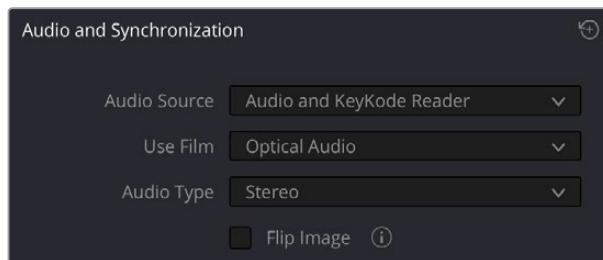 Audio and Synchronization
Audio Source Audio and KeyKode Reader
Use Film Optical Audio
Audio Type Stereo
Flip Image